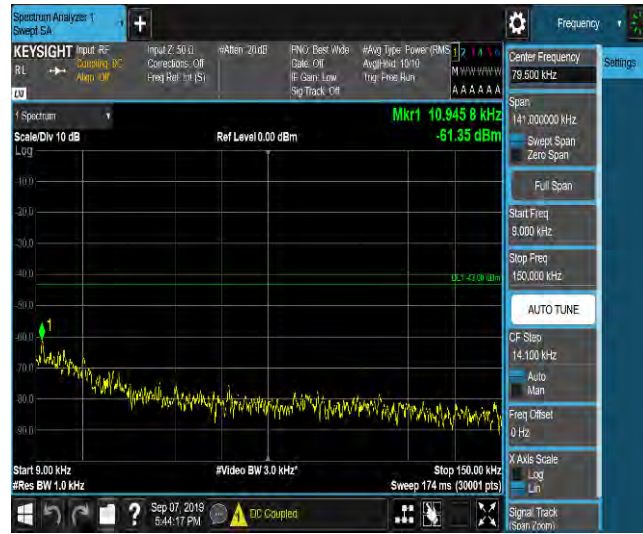 Spectrum Analyzer 1
Swept SA
Frequency
KEYSIGHT
RL
Input: RF
Coupling: DC
Align: Off
Input Z: 50 Ω
Corrections: Off
Freq Ref: Int (S)
#Atten: 20 dB
PNO: Best Wide
Gate: Off
IF Gain: Low
Sig Track: Off
#Avg Type: Power (RMS
Avg|Hold: 10/10
Trig: Free Run
A A A A A A
1 Spectrum
Scale/Div 10 dB
Log
Ref Level 0.00 dBm
Mkr1 10.945 8 kHz
-61.35 dBm
-10.0
-20.0
-30.0
-40.0
-50.0
-60.0
-70.0
-80.0
-90.0
DL1 -43.00 dBm
1
Start 9.00 kHz
#Res BW 1.0 kHz
#Video BW 3.0 kHz*
Stop 150.00 kHz
Sweep 174 ms (30001 pts)
Sep 07, 2019
5:44:17 PM
DC Coupled
Settings
Center Frequency
79.500 kHz
Span
141.000000 kHz
Swept Span
Zero Span
Full Span
Start Freq
9.000 kHz
Stop Freq
150.000 kHz
AUTO TUNE
CF Step
14.100 kHz
Auto
Man
Freq Offset
0 Hz
X Axis Scale
Log
Lin
Signal Track
(Span Zoom)